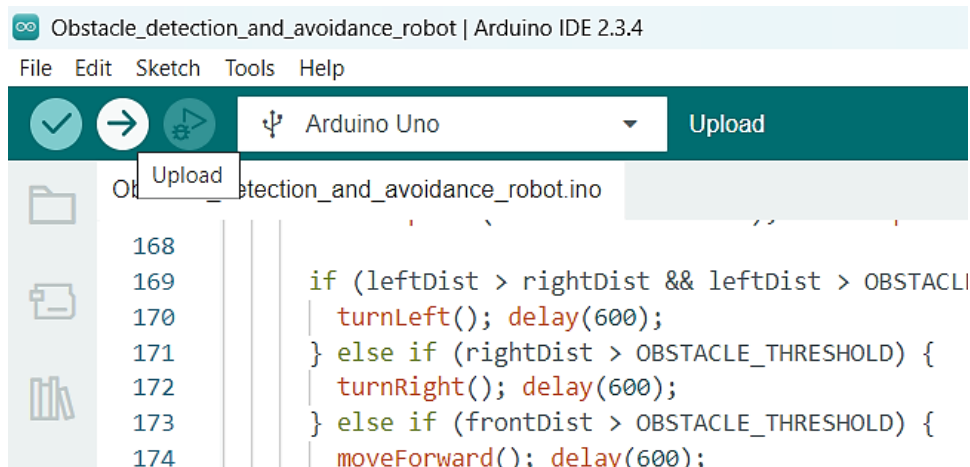 Obstacle_detection_and_avoidance_robot | Arduino IDE 2.3.4
File Edit Sketch Tools Help
Arduino Uno Upload
Upload
etection_and_avoidance_robot.ino
168
169 if (leftDist > rightDist && leftDist >
170 turnLeft(); delay(600);
171 } else if (rightDist > OBSTACLE_THRESHOLD) {
172 turnRight(); delay(600);
173 } else if (frontDist > OBSTACLE_THRESHOLD) {
174 moveForward(); delay(600);